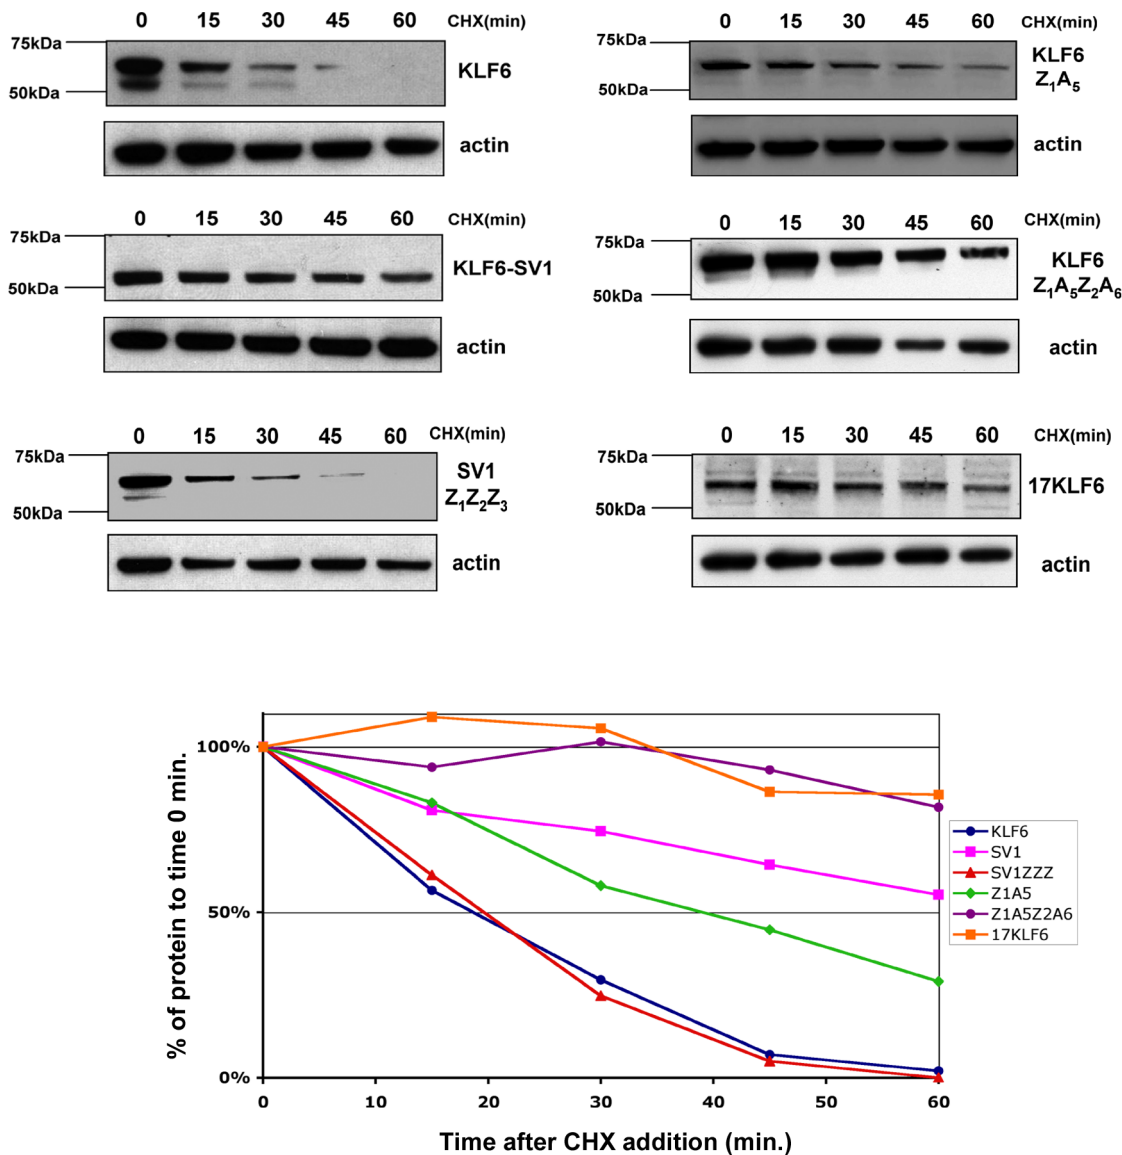 0 15 30 45 60 CHX(min)
75kDa
50kDa
KLF6
actin
0 15 30 45 60 CHX(min)
75kDa
50kDa
KLF6
Z1A5
actin
0 15 30 45 60 CHX(min)
75kDa
50kDa
KLF6-SV1
actin
0 15 30 45 60 CHX(min)
75kDa
50kDa
KLF6
Z1A5Z2A6
actin
0 15 30 45 60 CHX(min)
75kDa
50kDa
SV1
Z1Z2Z3
actin
0 15 30 45 60 CHX(min)
75kDa
50kDa
17KLF6
actin
% of protein to time 0 min.
100%
50%
0%
0 10 20 30 40 50 60
Time after CHX addition (min.)
KLF6
SV1
SV1ZZZ
Z1A5
Z1A5Z2A6
17KLF6